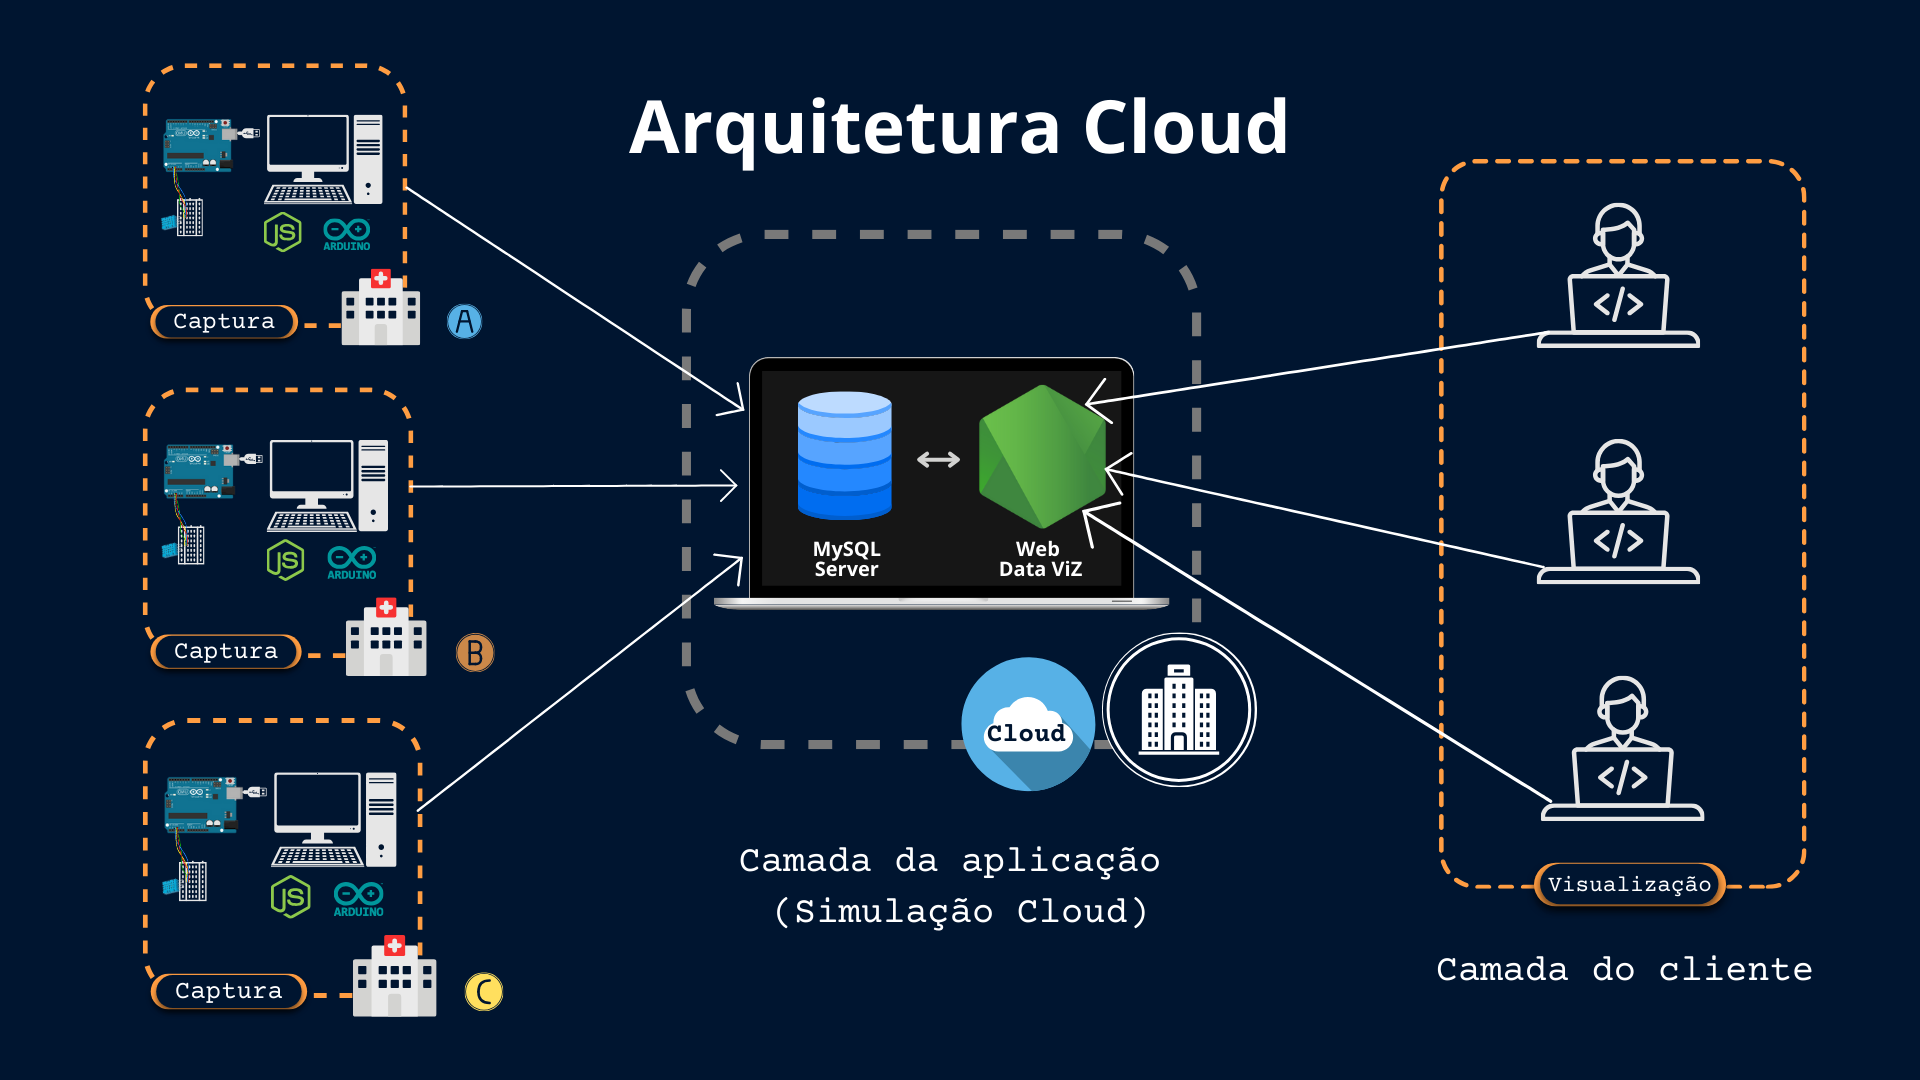 Arquitetura Cloud
JS
ARDUINO
Captura
A
JS
ARDUINO
Captura
B
JS
ARDUINO
Captura
C
MySQL
Server
Web
Data ViZ
Cloud
Camada da aplicação
(Simulação Cloud)
</>
</>
</>
Visualização
Camada do cliente